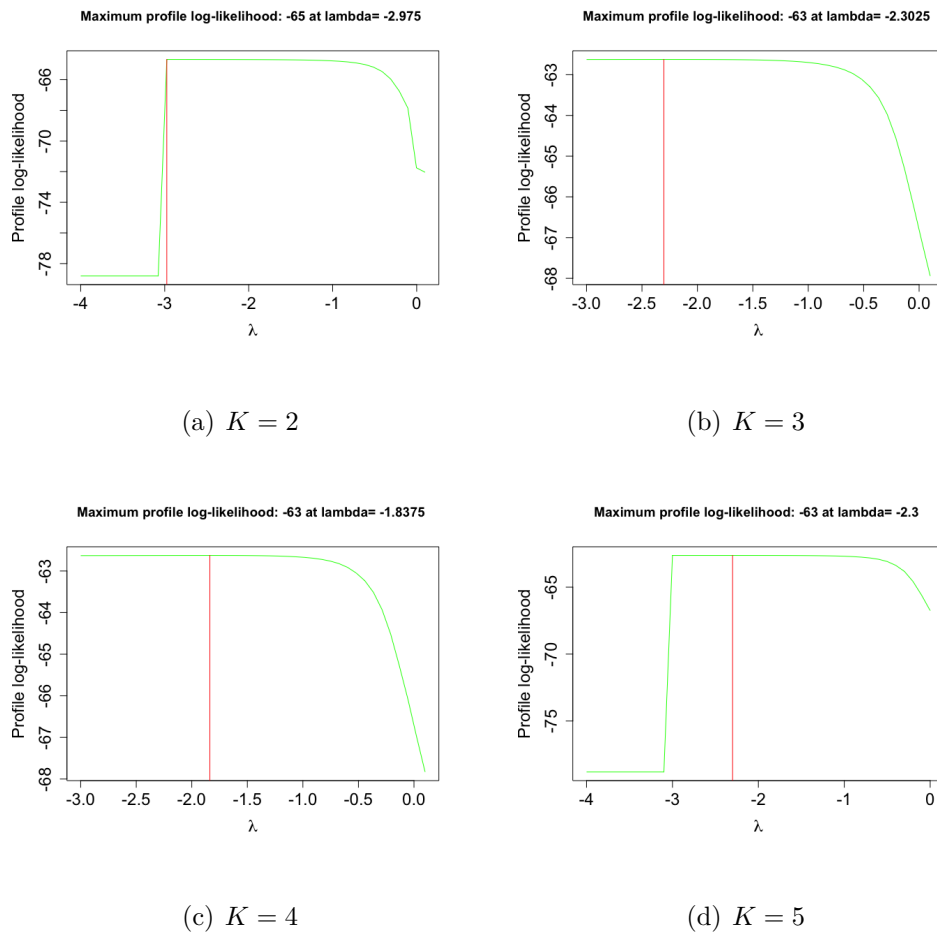 Maximum profile log-likelihood: -65 at lambda= -2.975
Profile log-likelihood
-66
-70
-74
-78
-4
-3
-2
-1
0
λ
(a) K = 2
Maximum profile log-likelihood: -63 at lambda= -2.3025
Profile log-likelihood
-63
-64
-65
-66
-67
-68
-3.0
-2.5
-2.0
-1.5
-1.0
-0.5
0.0
λ
(b) K = 3
Maximum profile log-likelihood: -63 at lambda= -1.8375
Profile log-likelihood
-63
-64
-65
-66
-67
-68
-3.0
-2.5
-2.0
-1.5
-1.0
-0.5
0.0
λ
(c) K = 4
Maximum profile log-likelihood: -63 at lambda= -2.3
Profile log-likelihood
-65
-70
-75
-4
-3
-2
-1
0
λ
(d) K = 5